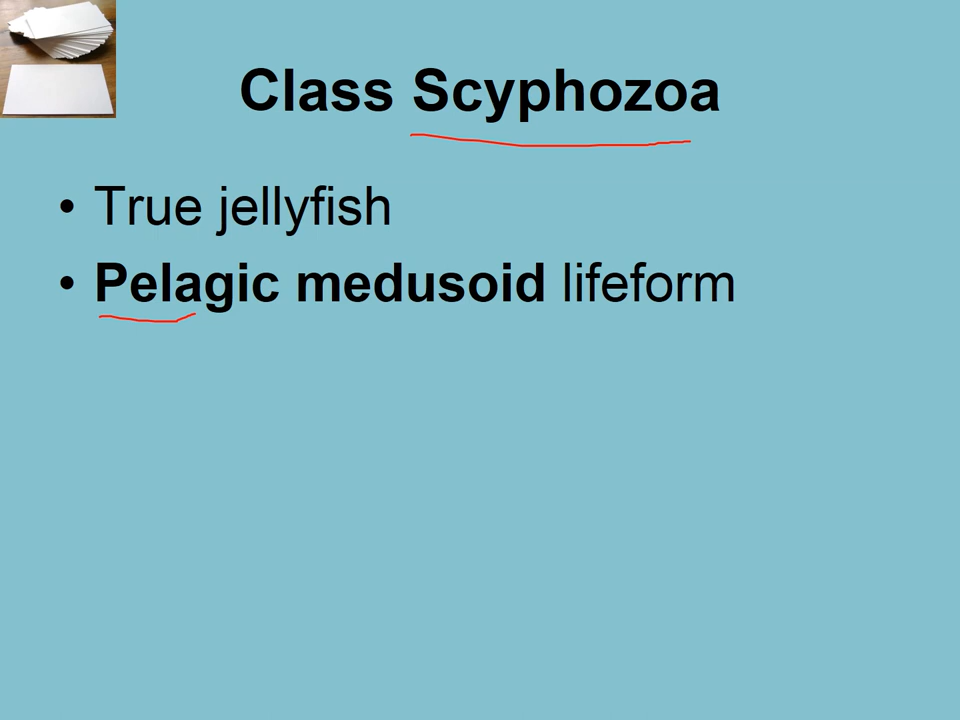 Class Scyphozoa
• True jellyfish
• Pelagic medusoid lifeform